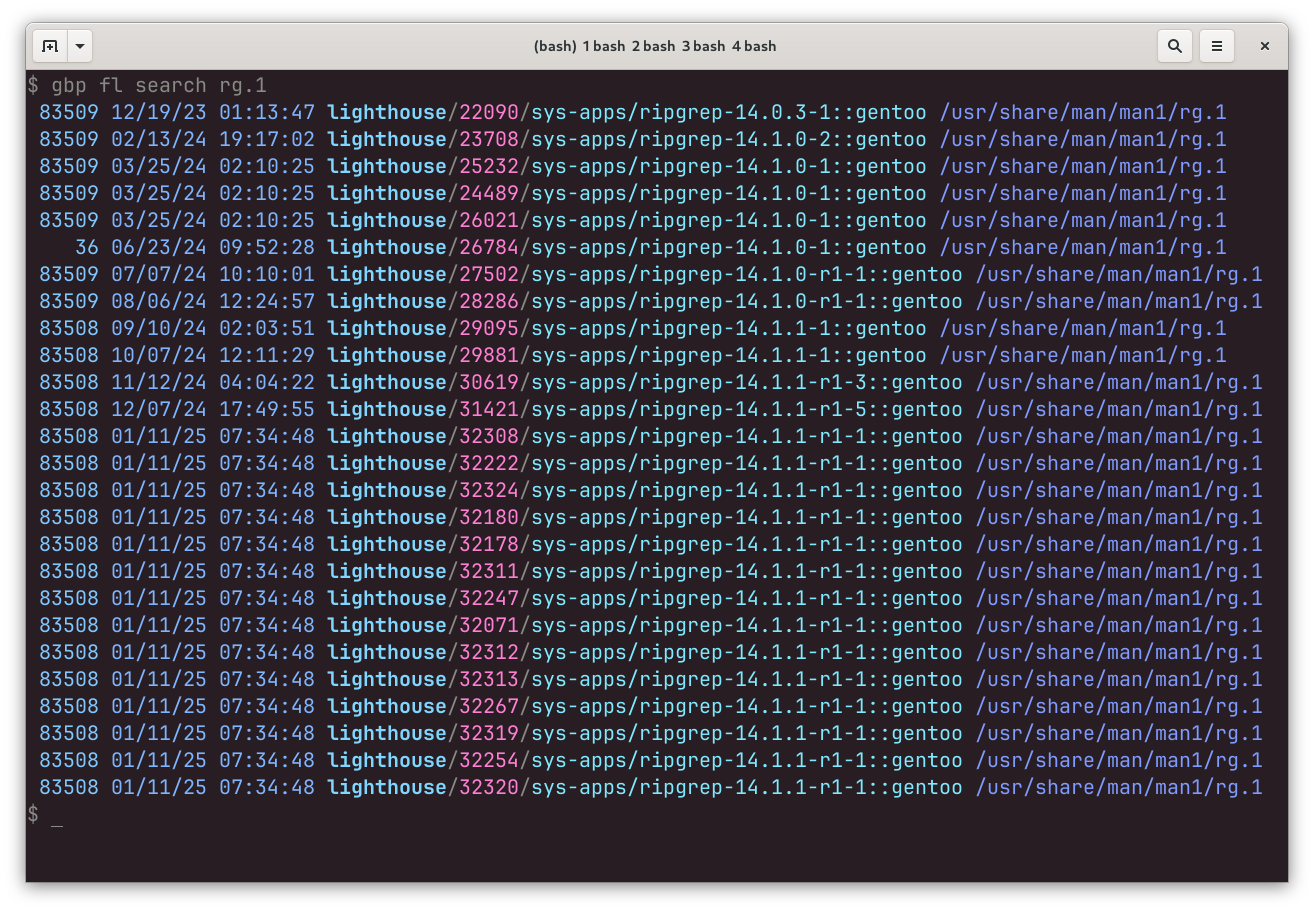 (bash) 1 bash 2 bash 3 bash 4 bash
$ gbp fl search rg.1
83509 12/19/23 01:13:47 lighthouse/22090/sys-apps/ripgrep-14.0.3-1::gentoo /usr/share/man/man1/rg.1
83509 02/13/24 19:17:02 lighthouse/23708/sys-apps/ripgrep-14.1.0-2::gentoo /usr/share/man/man1/rg.1
83509 03/25/24 02:10:25 lighthouse/25232/sys-apps/ripgrep-14.1.0-1::gentoo /usr/share/man/man1/rg.1
83509 03/25/24 02:10:25 lighthouse/24489/sys-apps/ripgrep-14.1.0-1::gentoo /usr/share/man/man1/rg.1
83509 03/25/24 02:10:25 lighthouse/26021/sys-apps/ripgrep-14.1.0-1::gentoo /usr/share/man/man1/rg.1
36 06/23/24 09:52:28 lighthouse/26784/sys-apps/ripgrep-14.1.0-1::gentoo /usr/share/man/man1/rg.1
83509 07/07/24 10:10:01 lighthouse/27502/sys-apps/ripgrep-14.1.0-r1-1::gentoo /usr/share/man/man1/rg.1
83509 08/06/24 12:24:57 lighthouse/28286/sys-apps/ripgrep-14.1.0-r1-1::gentoo /usr/share/man/man1/rg.1
83508 09/10/24 02:03:51 lighthouse/29095/sys-apps/ripgrep-14.1.1-1::gentoo /usr/share/man/man1/rg.1
83508 10/07/24 12:11:29 lighthouse/29881/sys-apps/ripgrep-14.1.1-1::gentoo /usr/share/man/man1/rg.1
83508 11/12/24 04:04:22 lighthouse/30619/sys-apps/ripgrep-14.1.1-r1-3::gentoo /usr/share/man/man1/rg.1
83508 12/07/24 17:49:55 lighthouse/31421/sys-apps/ripgrep-14.1.1-r1-5::gentoo /usr/share/man/man1/rg.1
83508 01/11/25 07:34:48 lighthouse/32308/sys-apps/ripgrep-14.1.1-r1-1::gentoo /usr/share/man/man1/rg.1
83508 01/11/25 07:34:48 lighthouse/32222/sys-apps/ripgrep-14.1.1-r1-1::gentoo /usr/share/man/man1/rg.1
83508 01/11/25 07:34:48 lighthouse/32324/sys-apps/ripgrep-14.1.1-r1-1::gentoo /usr/share/man/man1/rg.1
83508 01/11/25 07:34:48 lighthouse/32180/sys-apps/ripgrep-14.1.1-r1-1::gentoo /usr/share/man/man1/rg.1
83508 01/11/25 07:34:48 lighthouse/32178/sys-apps/ripgrep-14.1.1-r1-1::gentoo /usr/share/man/man1/rg.1
83508 01/11/25 07:34:48 lighthouse/32311/sys-apps/ripgrep-14.1.1-r1-1::gentoo /usr/share/man/man1/rg.1
83508 01/11/25 07:34:48 lighthouse/32247/sys-apps/ripgrep-14.1.1-r1-1::gentoo /usr/share/man/man1/rg.1
83508 01/11/25 07:34:48 lighthouse/32071/sys-apps/ripgrep-14.1.1-r1-1::gentoo /usr/share/man/man1/rg.1
83508 01/11/25 07:34:48 lighthouse/32312/sys-apps/ripgrep-14.1.1-r1-1::gentoo /usr/share/man/man1/rg.1
83508 01/11/25 07:34:48 lighthouse/32313/sys-apps/ripgrep-14.1.1-r1-1::gentoo /usr/share/man/man1/rg.1
83508 01/11/25 07:34:48 lighthouse/32267/sys-apps/ripgrep-14.1.1-r1-1::gentoo /usr/share/man/man1/rg.1
83508 01/11/25 07:34:48 lighthouse/32319/sys-apps/ripgrep-14.1.1-r1-1::gentoo /usr/share/man/man1/rg.1
83508 01/11/25 07:34:48 lighthouse/32254/sys-apps/ripgrep-14.1.1-r1-1::gentoo /usr/share/man/man1/rg.1
83508 01/11/25 07:34:48 lighthouse/32320/sys-apps/ripgrep-14.1.1-r1-1::gentoo /usr/share/man/man1/rg.1
$ _